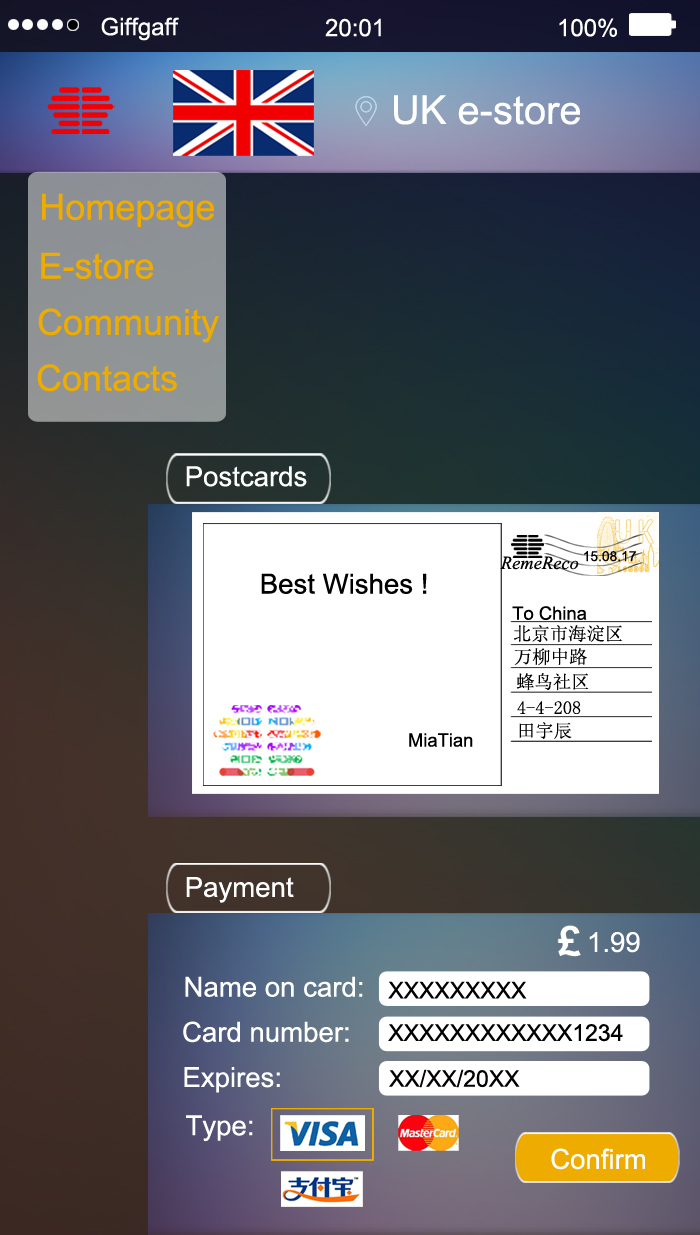 Giffgaff 20:01 100%
UK e-store
Homepage
E-store
Community
Contacts
Postcards
Best Wishes !
MiaTian
RemeReco 15.08.17
To China
北京市海淀区
万柳中路
蜂鸟社区
4-4-208
田宇辰
Payment
£ 1.99
Name on card: XXXXXXXXX
Card number: XXXXXXXXXXXX1234
Expires: XX/XX/20XX
Type: VISA MasterCard
支付宝
Confirm